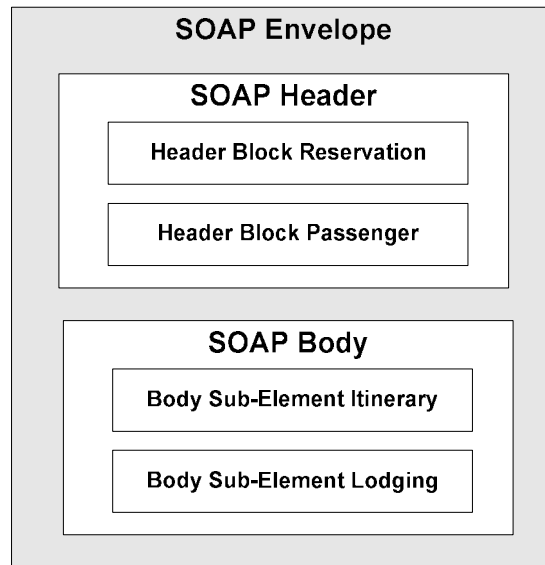 SOAP Envelope
SOAP Header
Header Block Reservation
Header Block Passenger
SOAP Body
Body Sub-Element Itinerary
Body Sub-Element Lodging